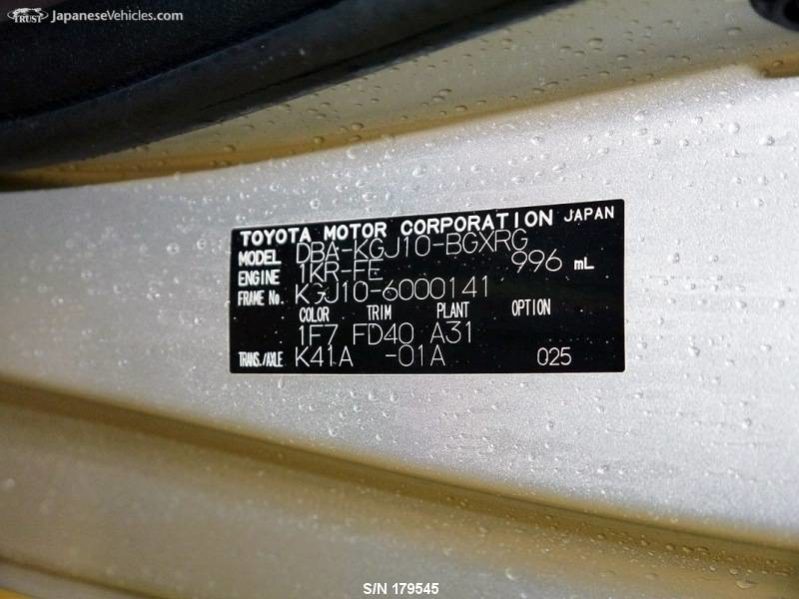 TRUST JapaneseVehicles.com
TOYOTA MOTOR CORPORATION JAPAN
MODEL DBA-KGJ10-BGXRG
ENGINE 1KR-FE 996 mL
FRAME No. KGJ10-6000141
COLOR TRIM PLANT OPTION
1F7 FD40 A31
TRANS./AXLE K41A -01A 025
S/N 179545